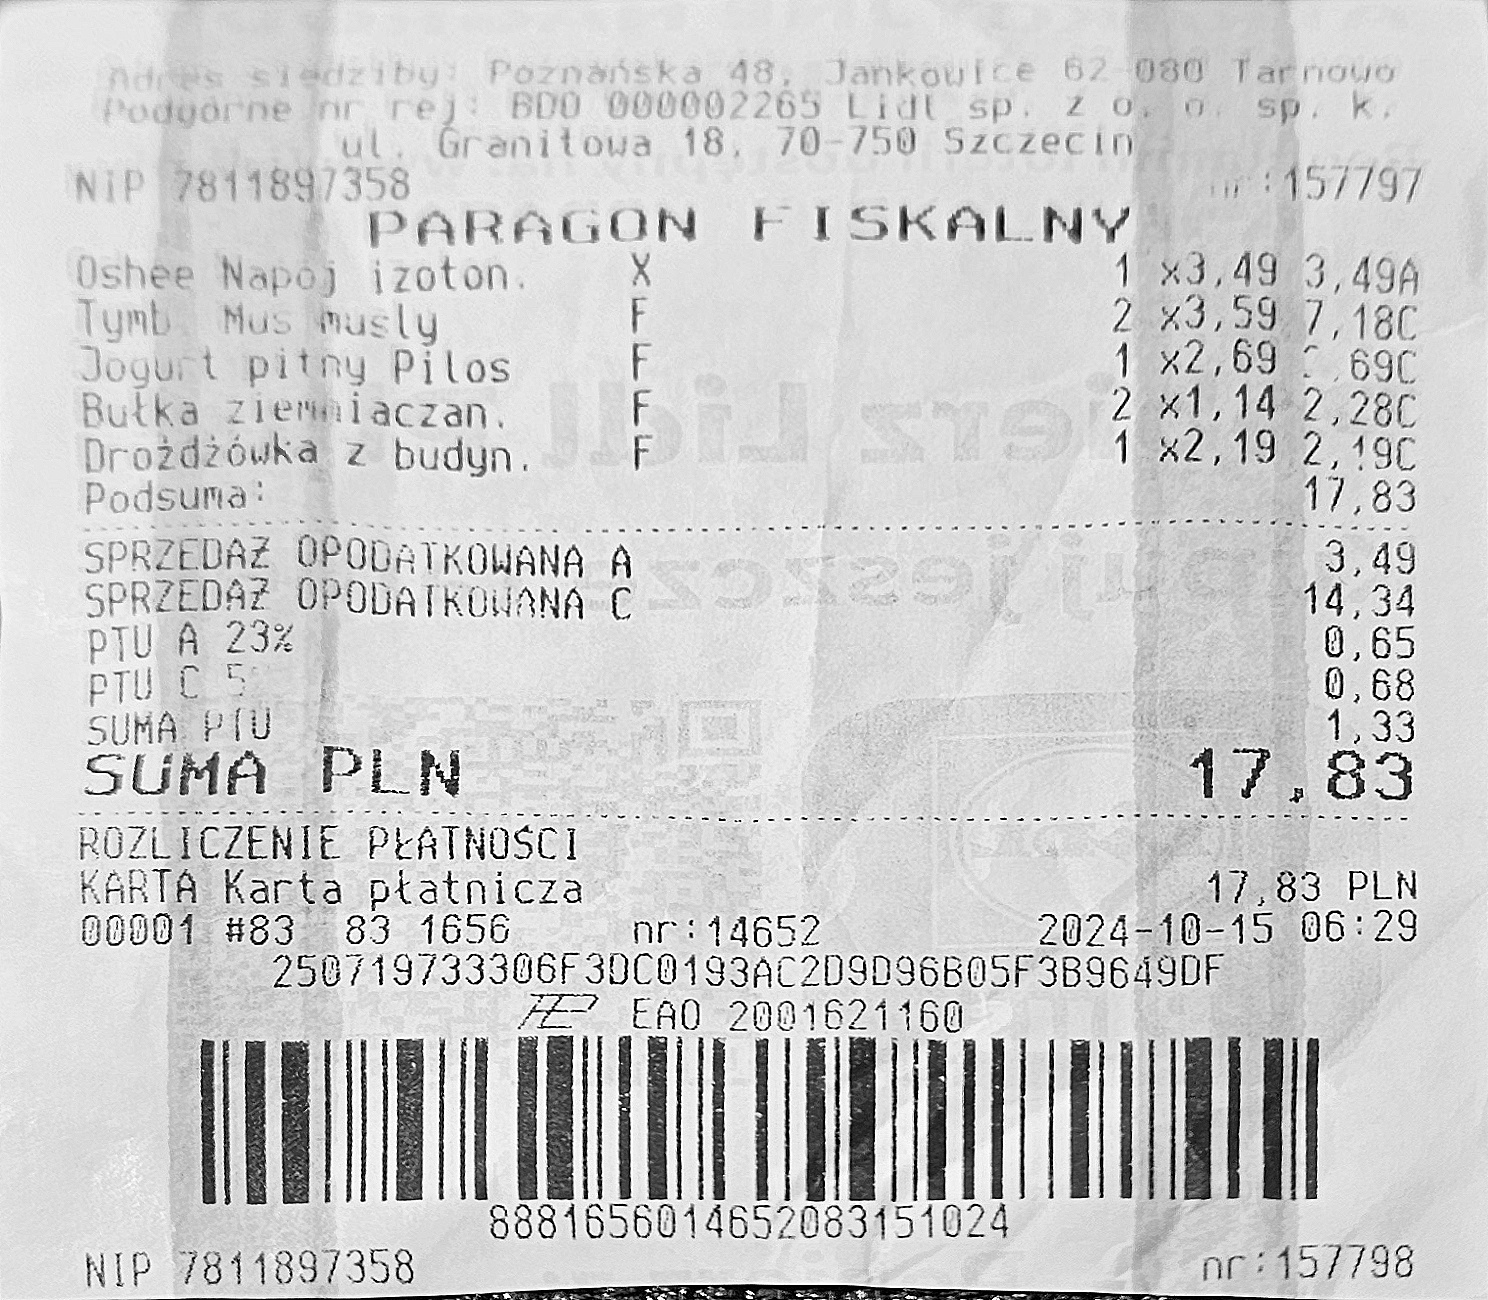 Adres siedziby: Poznańska 48, Jankowice 62-080 Tarnowo
Podgórne nr rej: BDO 000002265 Lidl sp. z o. o. sp. k.
ul. Granitowa 18, 70-750 Szczecin
NIP 7811897358 nr:157797
PARAGON FISKALNY
Oshee Napój izoton. X 1 x3,49 3,49A
Tymb. Mus musly F 2 x3,59 7,18C
Jogurt pitny Pilos F 1 x2,69 2,69C
Bułka ziemniaczan. F 2 x1,14 2,28C
Drożdżówka z budyn. F 1 x2,19 2,19C
Podsuma: 17,83
SPRZEDAŻ OPODATKOWANA A 3,49
SPRZEDAŻ OPODATKOWANA C 14,34
PTU A 23% 0,65
PTU C 5% 0,68
SUMA PTU 1,33
SUMA PLN 17,83
ROZLICZENIE PŁATNOŚCI
KARTA Karta płatnicza 17,83 PLN
00001 #83 83 1656 nr:14652 2024-10-15 06:29
250719733306F3DC0193AC2D9D96B05F3B9649DF
EAO 2001621160
88816560146520831​51024
NIP 7811897358 nr:157798